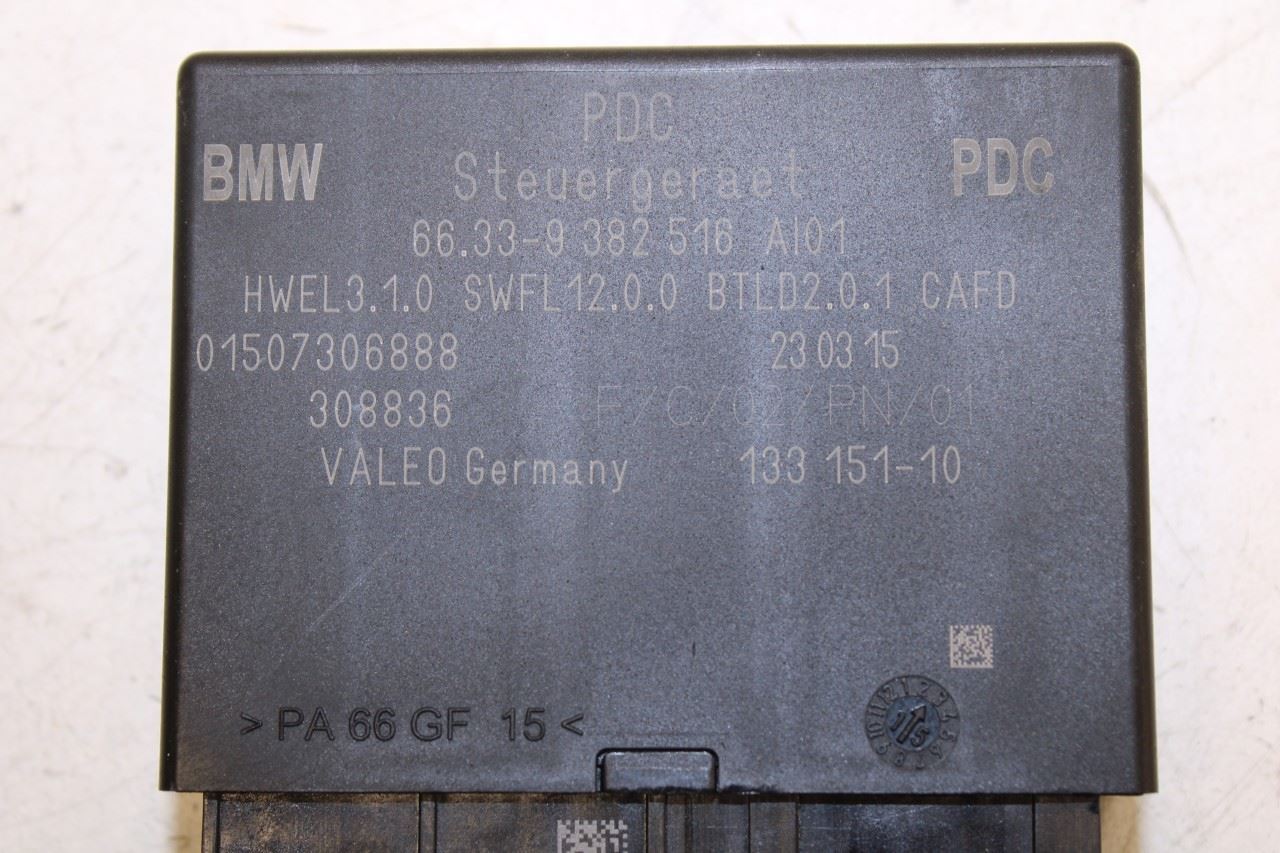 PDC
BMW Steuergeraet PDC
66.33-9 382 516 AI01
HWEL3.1.0 SWFL12.0.0 BTLD2.0.1 CAFD
01507306888 23 03 15
308836 F/C/02/PN/01
VALEO Germany 133 151-10
>PA 66 GF 15<